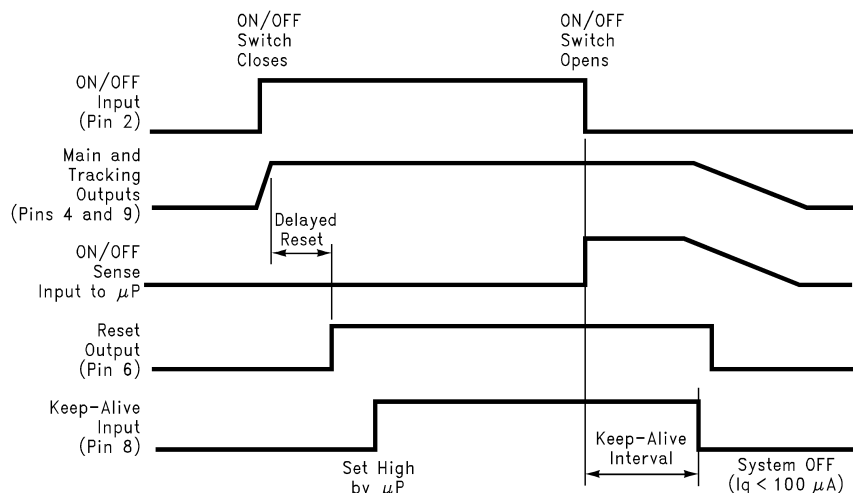 ON/OFF
Switch
Closes
ON/OFF
Switch
Opens
ON/OFF
Input
(Pin 2)
Main and
Tracking
Outputs
(Pins 4 and 9)
Delayed
Reset
ON/OFF
Sense
Input to μP
Reset
Output
(Pin 6)
Keep-Alive
Input
(Pin 8)
Set High
by μP
Keep-Alive
Interval
System OFF
(Iq < 100 μA)